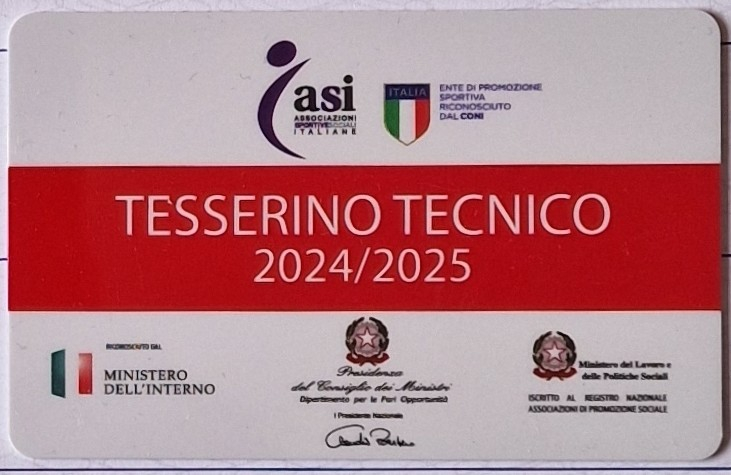 asi
ASSOCIAZIONI
SPORTIVESOCIALI
ITALIANE
ITALIA
ENTE DI PROMOZIONE
SPORTIVA
RICONOSCIUTO
DAL CONI
TESSERINO TECNICO
2024/2025
RICONOSCIUTO DAL
MINISTERO
DELL'INTERNO
Presidenza
del Consiglio dei Ministri
Dipartimento per le Pari Opportunità
Ministero del Lavoro e
delle Politiche Sociali
ISCRITTO AL REGISTRO NAZIONALE
ASSOCIAZIONI DI PROMOZIONE SOCIALE
Il Presidente Nazionale